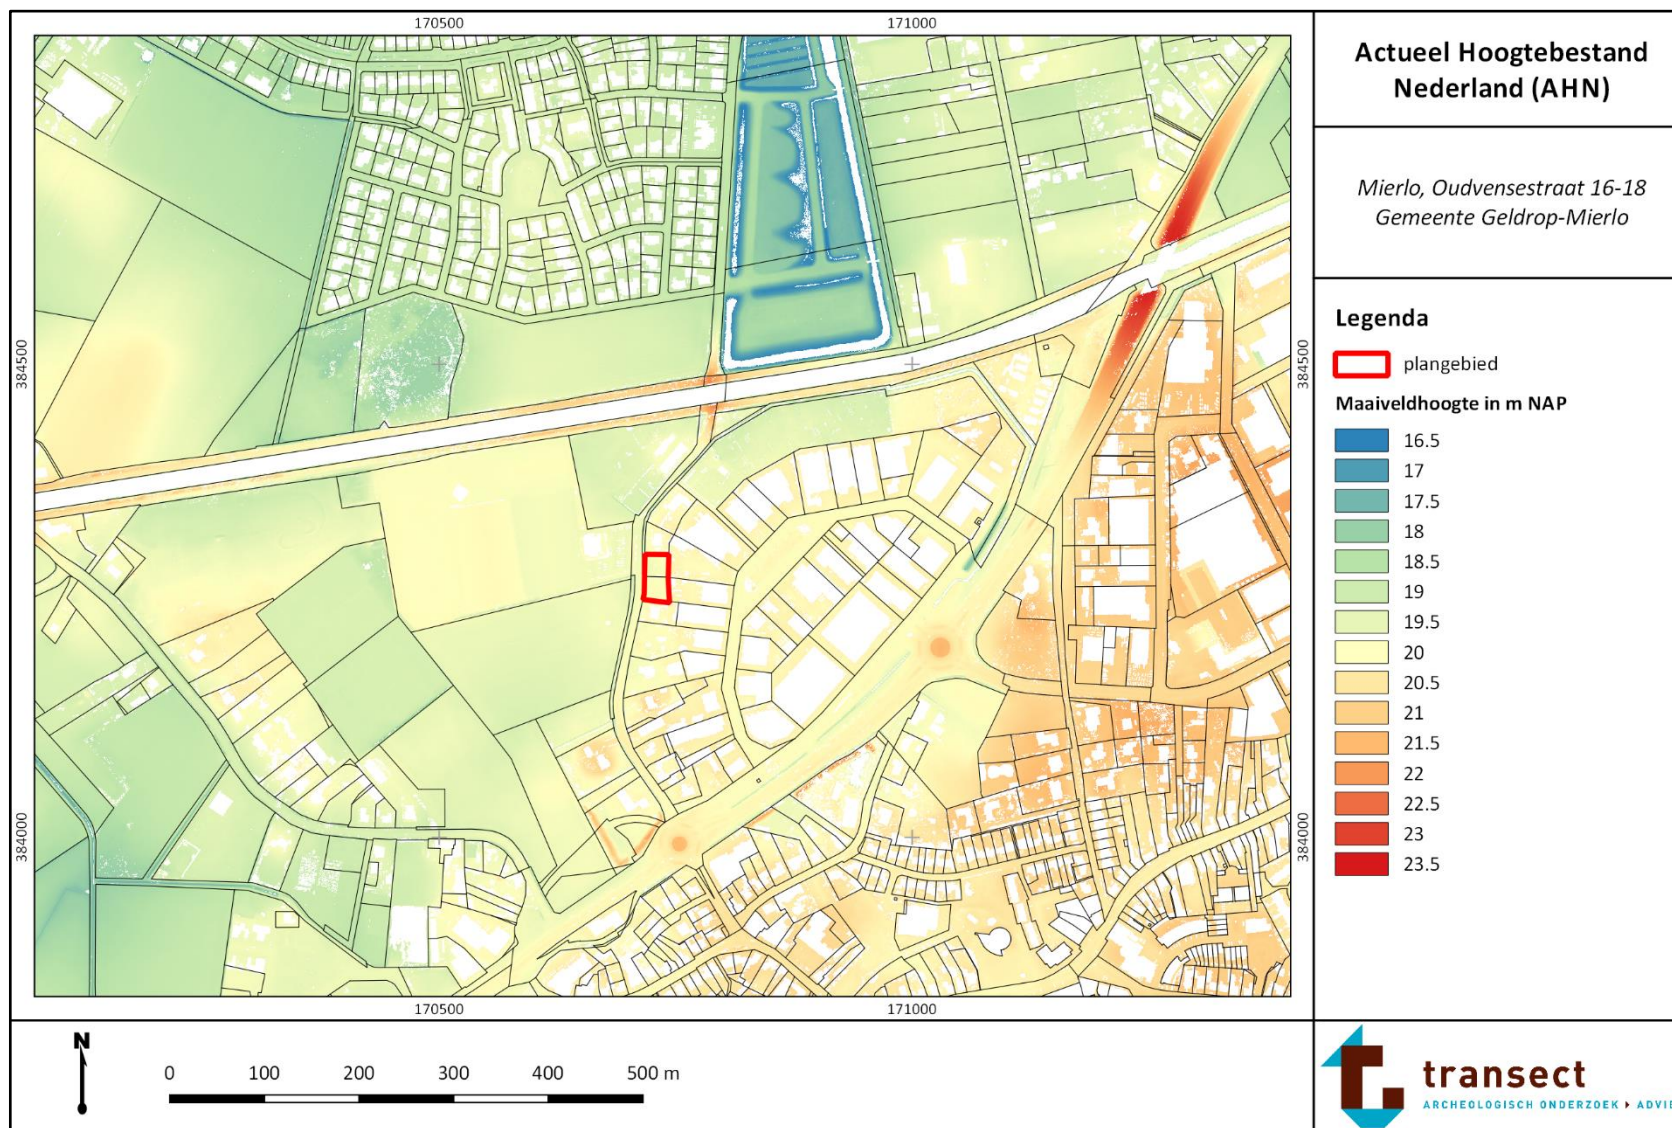 170500
171000
384500
384500
384000
384000
170500
171000
Actueel Hoogtebestand
Nederland (AHN)
Mierlo, Oudvensestraat 16-18
Gemeente Geldrop-Mierlo
Legenda
plangebied
Maaiveldhoogte in m NAP
16.5
17
17.5
18
18.5
19
19.5
20
20.5
21
21.5
22
22.5
23
23.5
N
0 100 200 300 400 500 m
transect
ARCHEOLOGISCH ONDERZOEK ▸ ADVIE